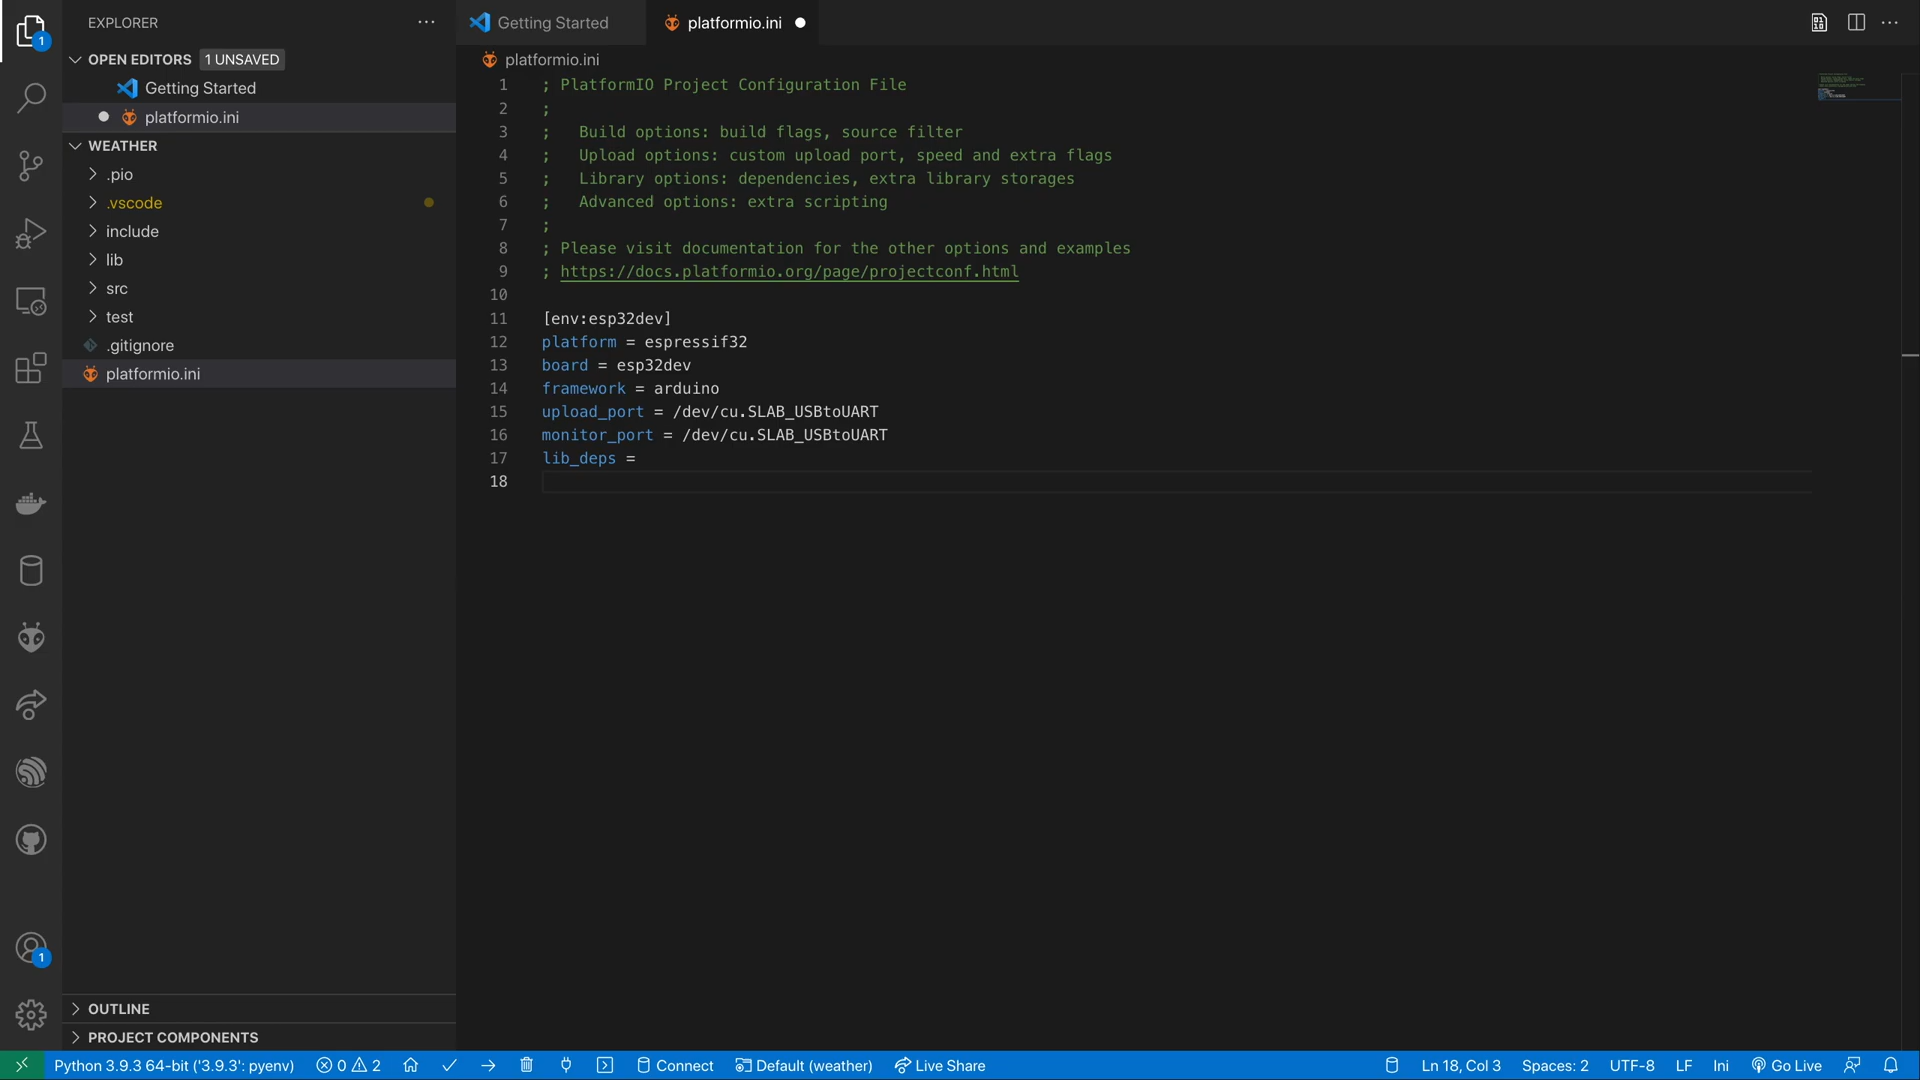 EXPLORER
OPEN EDITORS 1 UNSAVED
Getting Started
platformio.ini
WEATHER
.pio
.vscode
include
lib
src
test
.gitignore
platformio.ini
OUTLINE
PROJECT COMPONENTS
1
1
Getting Started platformio.ini
platformio.ini
1 ; PlatformIO Project Configuration File
2 ;
3 ;   Build options: build flags, source filter
4 ;   Upload options: custom upload port, speed and extra flags
5 ;   Library options: dependencies, extra library storages
6 ;   Advanced options: extra scripting
7 ;
8 ; Please visit documentation for the other options and examples
9 ; https://docs.platformio.org/page/projectconf.html
10
11 [env:esp32dev]
12 platform = espressif32
13 board = esp32dev
14 framework = arduino
15 upload_port = /dev/cu.SLAB_USBtoUART
16 monitor_port = /dev/cu.SLAB_USBtoUART
17 lib_deps =
18
Python 3.9.3 64-bit ('3.9.3': pyenv) 0 2 Connect Default (weather) Live Share Ln 18, Col 3 Spaces: 2 UTF-8 LF Ini Go Live